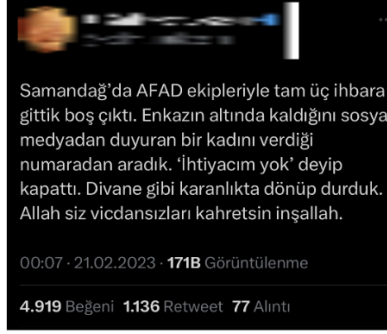 Samandağ'da AFAD ekipleriyle tam üç ihbara
gittik boş çıktı. Enkazın altında kaldığını sosya
medyadan duyuran bir kadını verdiği
numaradan aradık. ‘İhtiyacım yok’ deyip
kapattı. Divane gibi karanlıkta dönüp durduk.
Allah siz vicdansızları kahretsin inşallah.
00:07 · 21.02.2023 · 171B Görüntülenme
4.919 Beğeni 1.136 Retweet 77 Alıntı